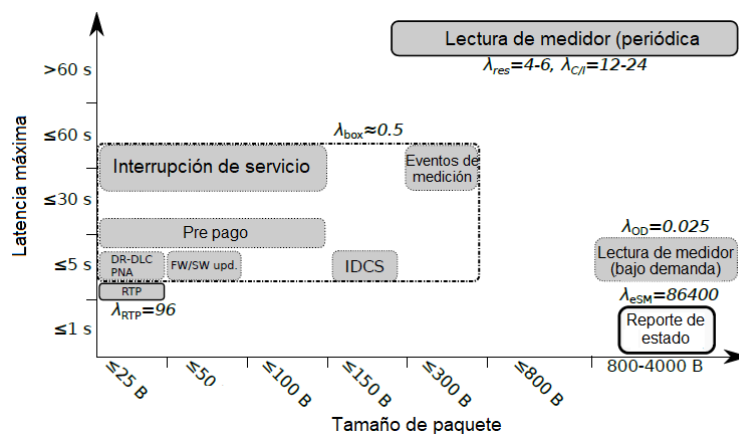 Lectura de medidor (periódica
λres=4-6, λC/I=12-24
>60 s
≤60 s
≤30 s
≤5 s
≤1 s
Latencia máxima
λbox≈0.5
Interrupción de servicio
Eventos de
medición
Pre pago
DR-DLC
PNA
FW/SW upd.
IDCS
RTP
λRTP=96
λOD=0.025
Lectura de medidor
(bajo demanda)
λeSM=86400
Reporte de
estado
≤25 B
≤50
≤100 B
≤150 B
≤300 B
≤800 B
800-4000 B
Tamaño de paquete